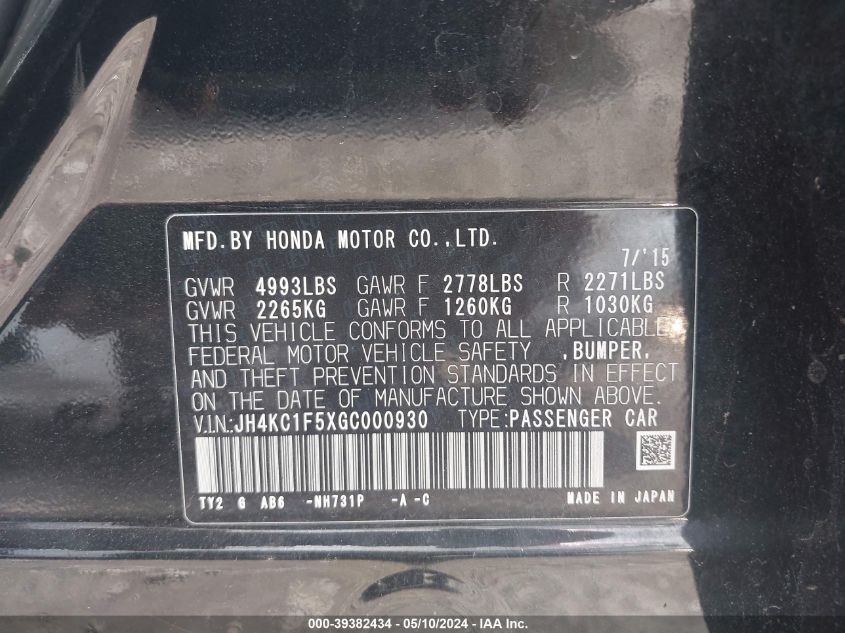 MFD.BY HONDA MOTOR CO.,LTD.
7/'15
GVWR 4993LBS GAWR F 2778LBS R 2271LBS
GVWR 2265KG GAWR F 1260KG R 1030KG
THIS VEHICLE CONFORMS TO ALL APPLICABLE
FEDERAL MOTOR VEHICLE SAFETY ,BUMPER,
AND THEFT PREVENTION STANDARDS IN EFFECT
ON THE DATE OF MANUFACTURE SHOWN ABOVE.
V.I.N.:JH4KC1F5XGC000930 TYPE:PASSENGER CAR
TY2 G AB6 -NH731P -A -C MADE IN JAPAN
000-39382434 - 05/10/2024 - IAA Inc.